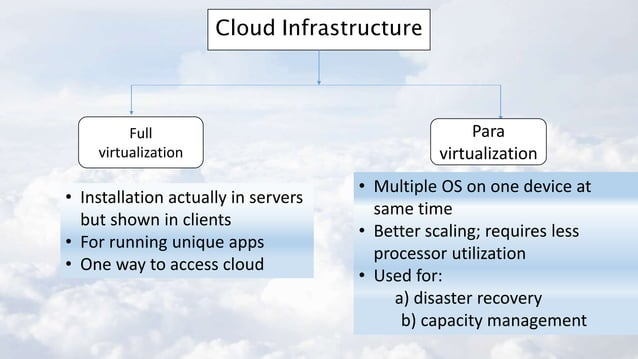 Cloud Infrastructure
Full
virtualization
• Installation actually in servers
but shown in clients
• For running unique apps
• One way to access cloud
Para
virtualization
• Multiple OS on one device at
same time
• Better scaling; requires less
processor utilization
• Used for:
a) disaster recovery
b) capacity management